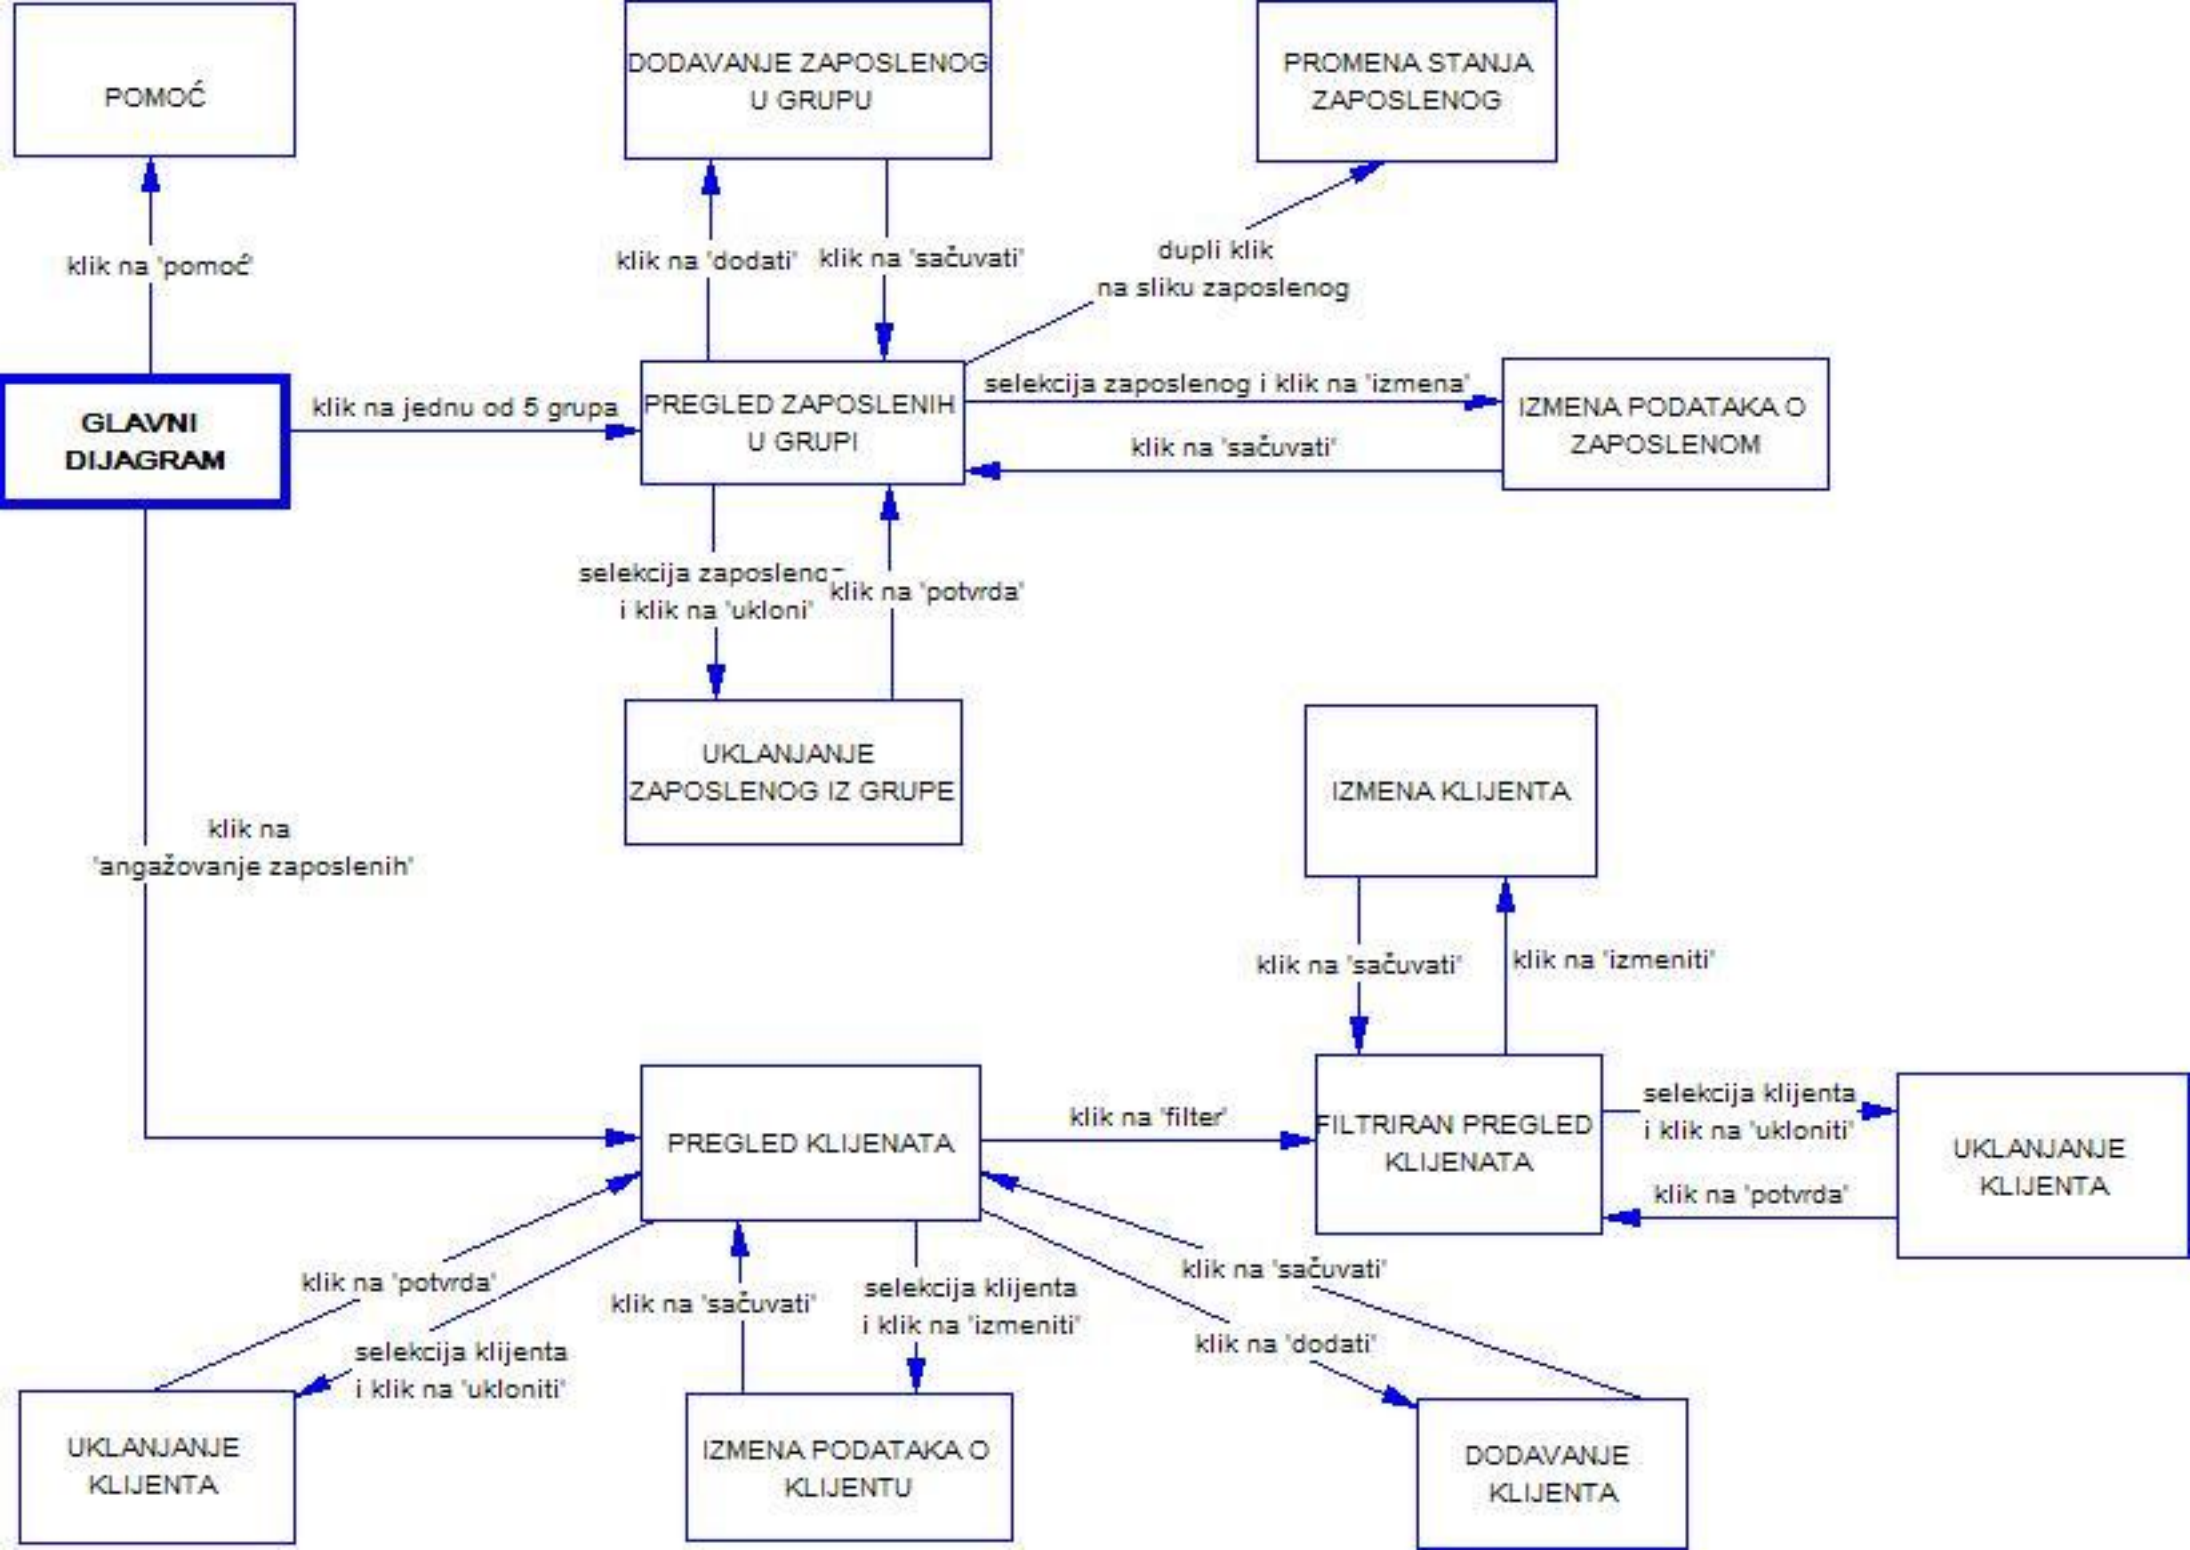 POMOĆ
DODAVANJE ZAPOSLENOG
U GRUPU
PROMENA STANJA
ZAPOSLENOG
klik na 'pomoć'
klik na 'dodati'
klik na 'sačuvati'
dupli klik
na sliku zaposlenog
GLAVNI
DIJAGRAM
klik na jednu od 5 grupa
PREGLED ZAPOSLENIH
U GRUPI
selekcija zaposlenog i klik na 'izmena'
klik na 'sačuvati'
IZMENA PODATAKA O
ZAPOSLENOM
selekcija zaposleno
i klik na 'ukloni'
klik na 'potvrda'
UKLANJANJE
ZAPOSLENOG IZ GRUPE
IZMENA KLIJENTA
klik na
'angažovanje zaposlenih'
klik na 'sačuvati'
klik na 'izmeniti'
PREGLED KLIJENATA
klik na 'filter'
FILTRIRAN PREGLED
KLIJENATA
selekcija klijenta
i klik na 'ukloniti'
klik na 'potvrda'
UKLANJANJE
KLIJENTA
klik na 'potvrda'
selekcija klijenta
i klik na 'ukloniti'
klik na 'sačuvati'
selekcija klijenta
i klik na 'izmeniti'
klik na 'sačuvati'
klik na 'dodati'
UKLANJANJE
KLIJENTA
IZMENA PODATAKA O
KLIJENTU
DODAVANJE
KLIJENTA